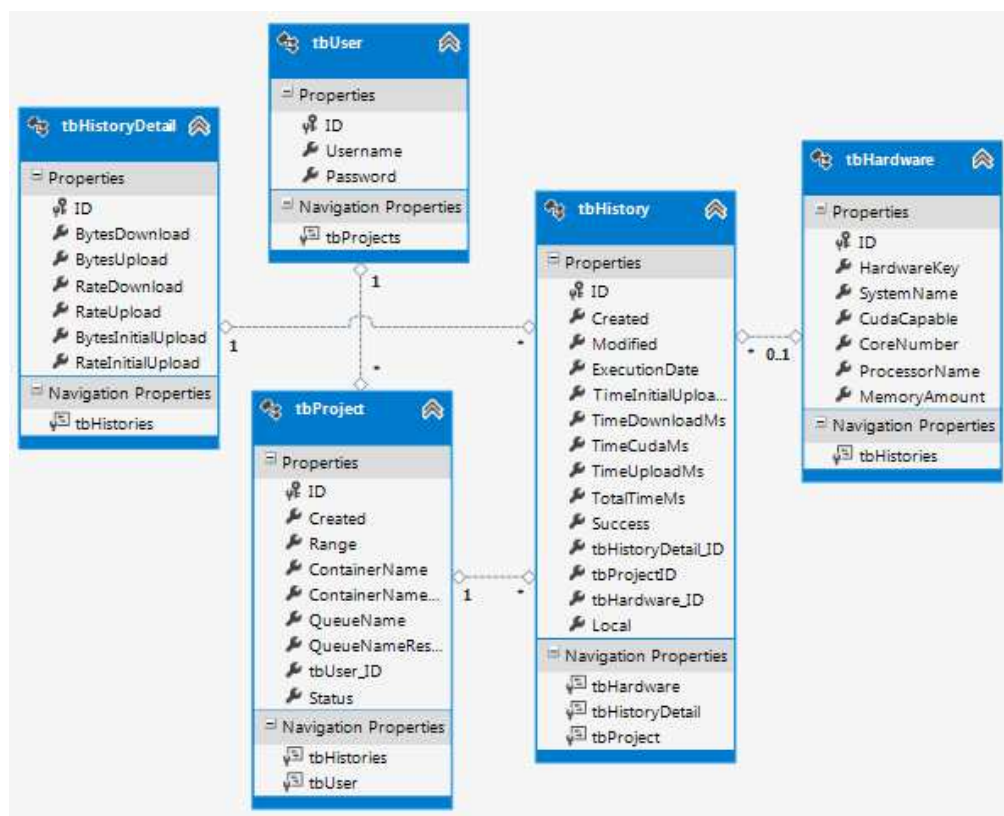 tbUser
Properties
ID
Username
Password
Navigation Properties
tbProjects
tbHistoryDetail
Properties
ID
BytesDownload
BytesUpload
RateDownload
RateUpload
BytesInitialUpload
RateInitialUpload
Navigation Properties
tbHistories
tbHistory
Properties
ID
Created
Modified
ExecutionDate
TimeInitialUploa...
TimeDownloadMs
TimeCudaMs
TimeUploadMs
TotalTimeMs
Success
tbHistoryDetail_ID
tbProjectID
tbHardware_ID
Local
Navigation Properties
tbHardware
tbHistoryDetail
tbProject
tbHardware
Properties
ID
HardwareKey
SystemName
CudaCapable
CoreNumber
ProcessorName
MemoryAmount
Navigation Properties
tbHistories
tbProject
Properties
ID
Created
Range
ContainerName
ContainerName...
QueueName
QueueNameRes...
tbUser_ID
Status
Navigation Properties
tbHistories
tbUser
1
*
1
*
* 0..1
1
*